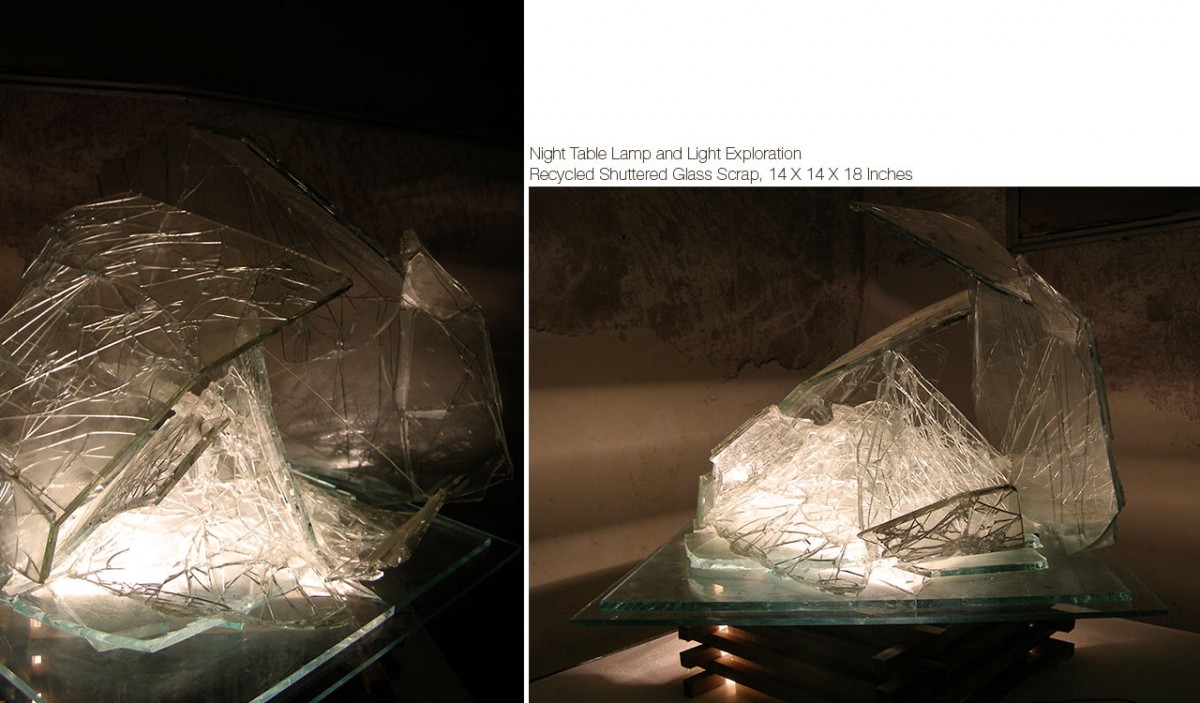 Night Table Lamp and Light Exploration
Recycled Shuttered Glass Scrap, 14 X 14 X 18 Inches